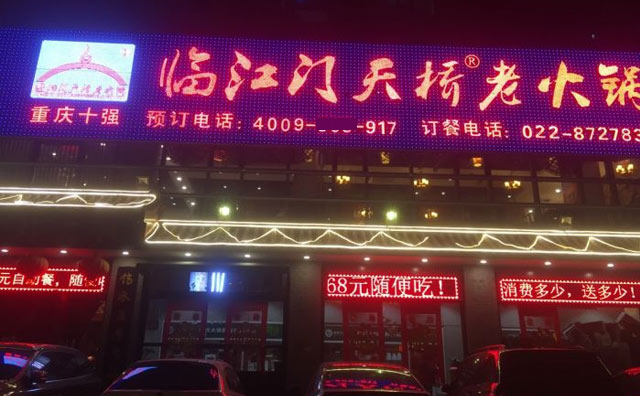 临江门天桥®老火锅
重庆十强 预订电话：4009- -917 订餐电话：022-872783
元自助餐，随
68元随便吃！
消费多少，送多少！